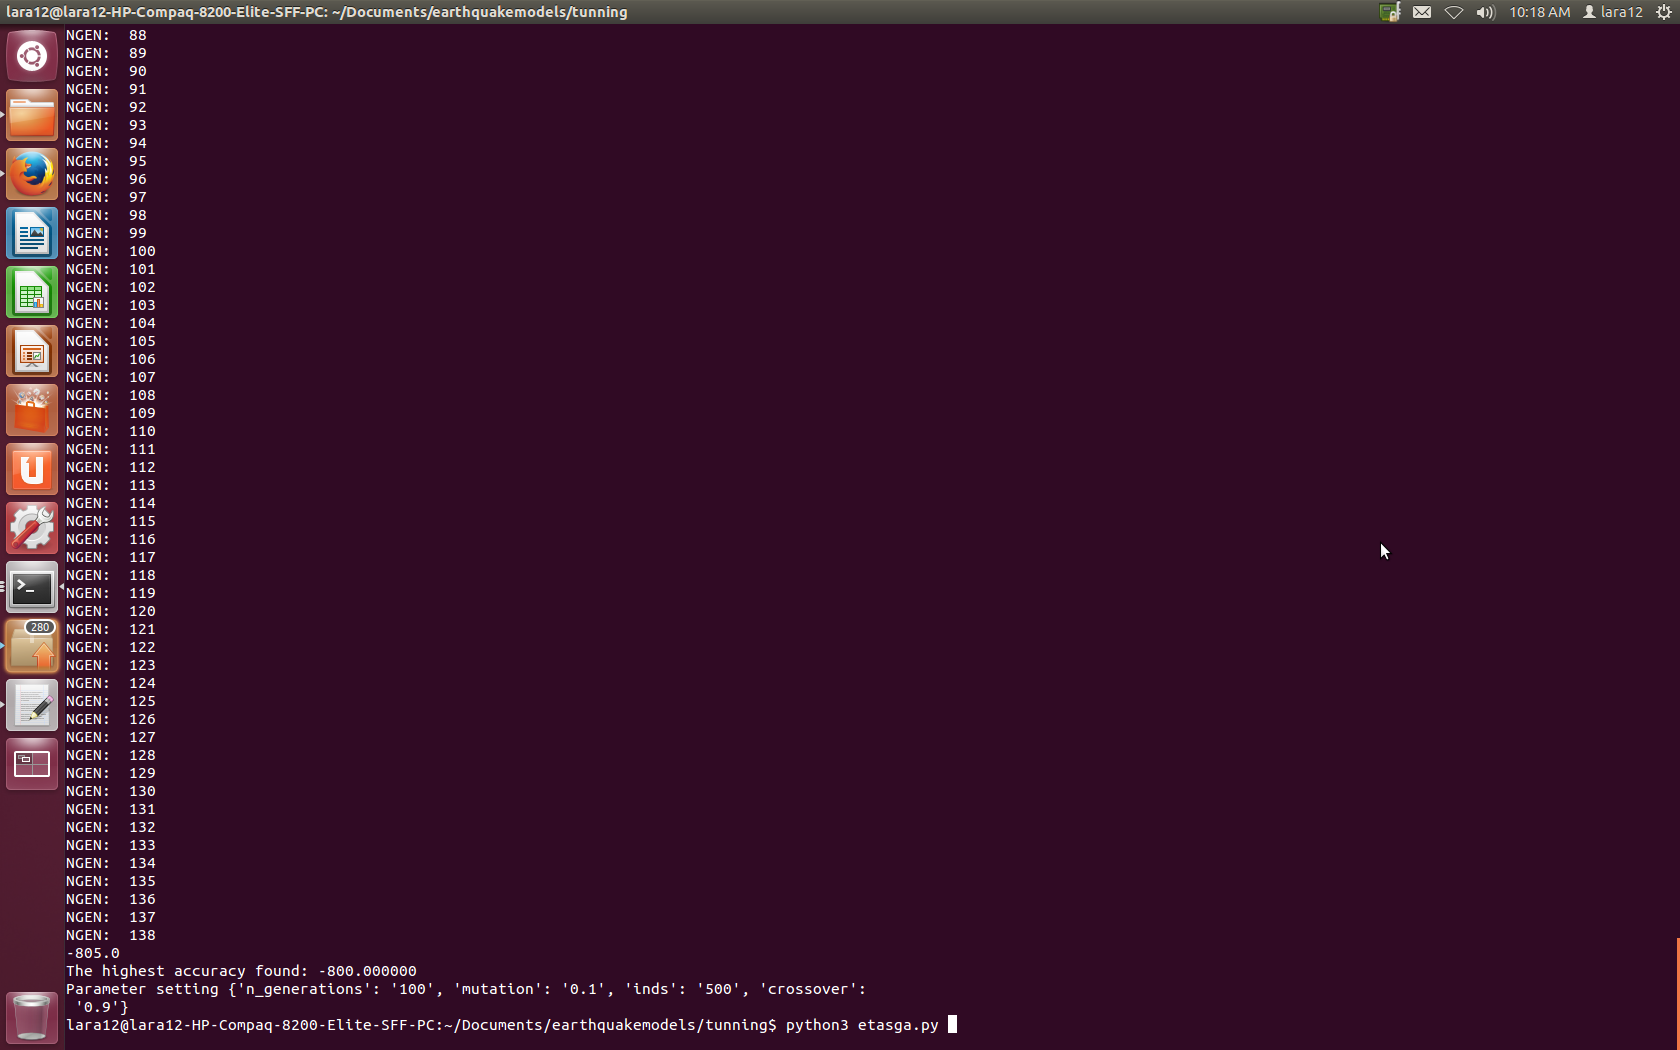 lara12@lara12-HP-Compaq-8200-Elite-SFF-PC: ~/Documents/earthquakemodels/tunning
10:18 AM
lara12
NGEN: 88
NGEN: 89
NGEN: 90
NGEN: 91
NGEN: 92
NGEN: 93
NGEN: 94
NGEN: 95
NGEN: 96
NGEN: 97
NGEN: 98
NGEN: 99
NGEN: 100
NGEN: 101
NGEN: 102
NGEN: 103
NGEN: 104
NGEN: 105
NGEN: 106
NGEN: 107
NGEN: 108
NGEN: 109
NGEN: 110
NGEN: 111
NGEN: 112
NGEN: 113
NGEN: 114
NGEN: 115
NGEN: 116
NGEN: 117
NGEN: 118
NGEN: 119
NGEN: 120
NGEN: 121
NGEN: 122
NGEN: 123
NGEN: 124
NGEN: 125
NGEN: 126
NGEN: 127
NGEN: 128
NGEN: 129
NGEN: 130
NGEN: 131
NGEN: 132
NGEN: 133
NGEN: 134
NGEN: 135
NGEN: 136
NGEN: 137
NGEN: 138
-805.0
The highest accuracy found: -800.000000
Parameter setting {'n_generations': '100', 'mutation': '0.1', 'inds': '500', 'crossover':
 '0.9'}
lara12@lara12-HP-Compaq-8200-Elite-SFF-PC:~/Documents/earthquakemodels/tunning$ python3 etasga.py
280